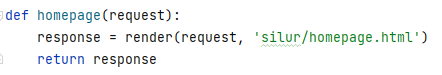 def homepage(request):
    response = render(request, 'silur/homepage.html')
    return response